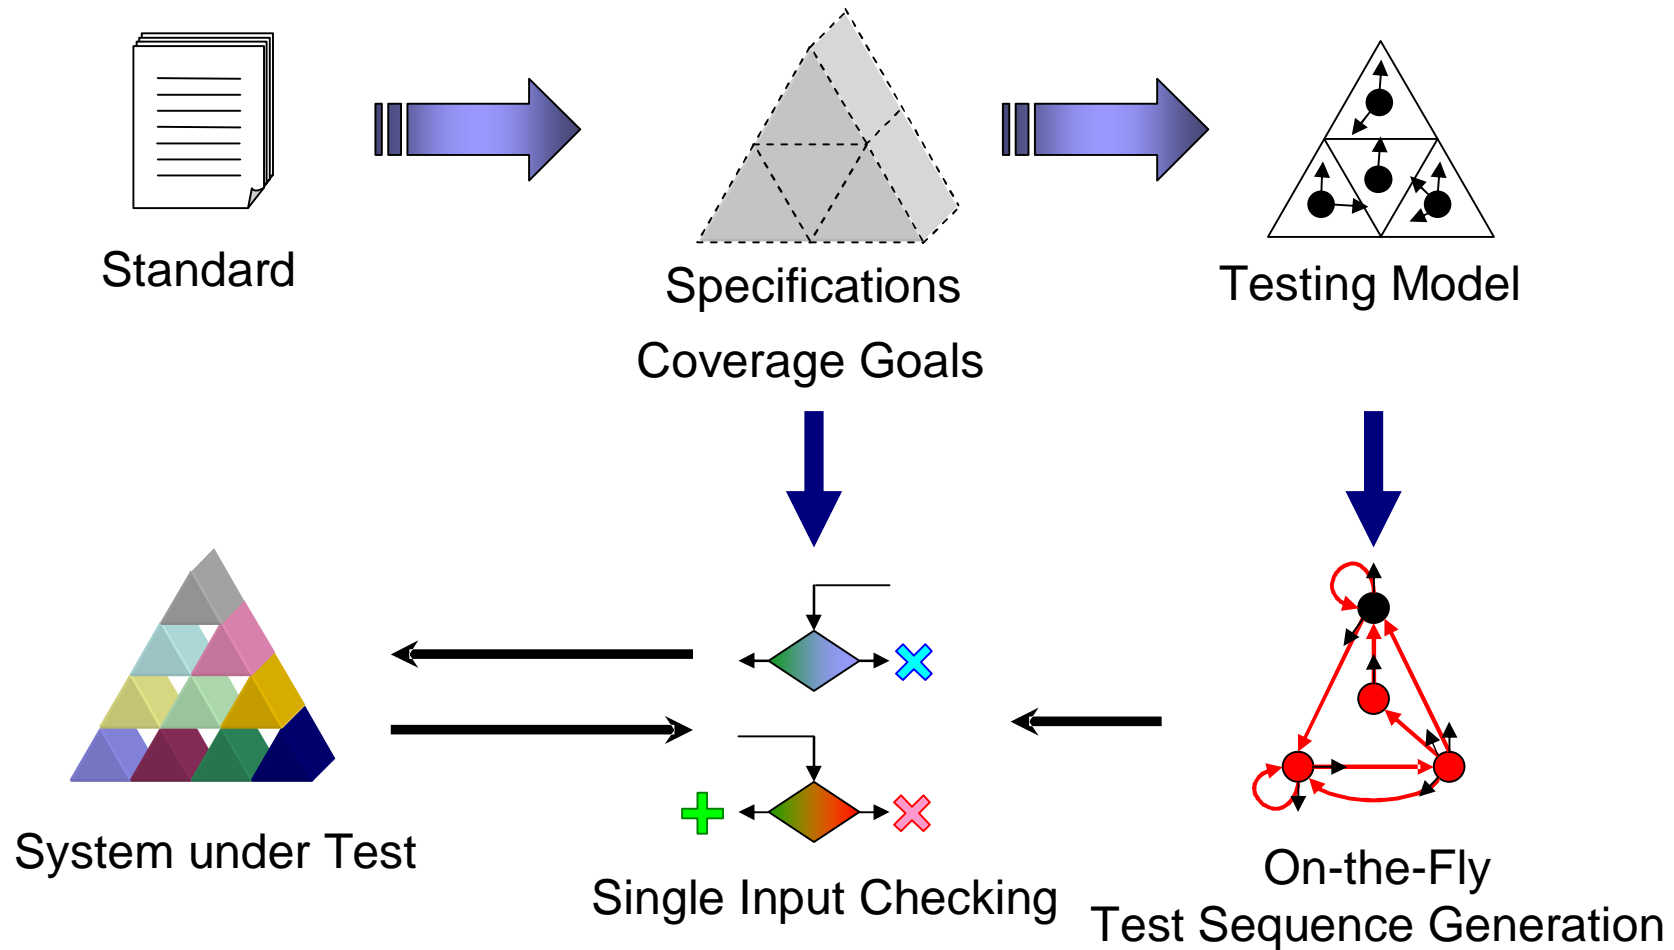 Standard
Specifications
Coverage Goals
Testing Model
System under Test
Single Input Checking
On-the-Fly
Test Sequence Generation